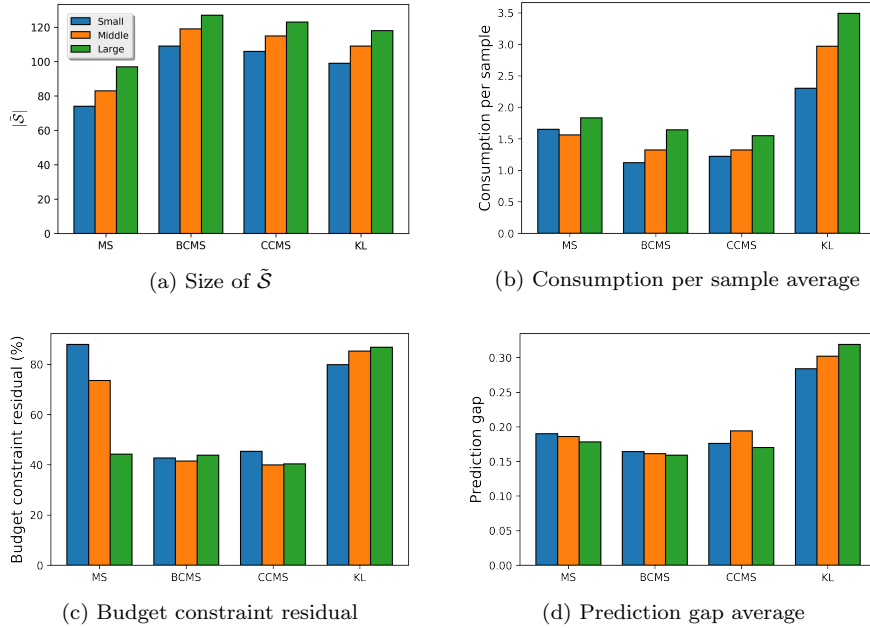 120
100
80
60
40
20
0
|S̃|
Small
Middle
Large
MS BCMS CCMS KL
(a) Size of S̃
3.5
3.0
2.5
2.0
1.5
1.0
0.5
0.0
Consumption per sample
MS BCMS CCMS KL
(b) Consumption per sample average
80
60
40
20
0
Budget constraint residual (%)
MS BCMS CCMS KL
(c) Budget constraint residual
0.30
0.25
0.20
0.15
0.10
0.05
0.00
Prediction gap
MS BCMS CCMS KL
(d) Prediction gap average